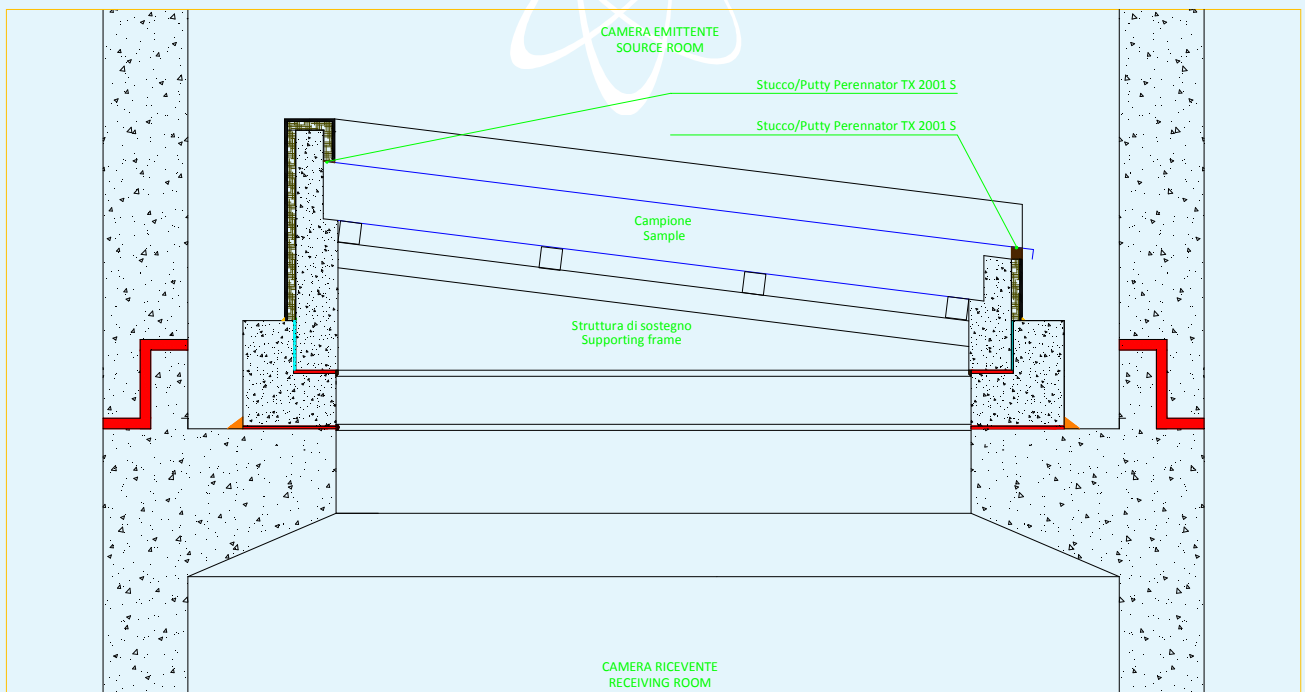 CAMERA EMITTENTE
SOURCE ROOM
Stucco/Putty Perennator TX 2001 S
Stucco/Putty Perennator TX 2001 S
Campione
Sample
Struttura di sostegno
Supporting frame
CAMERA RICEVENTE
RECEIVING ROOM